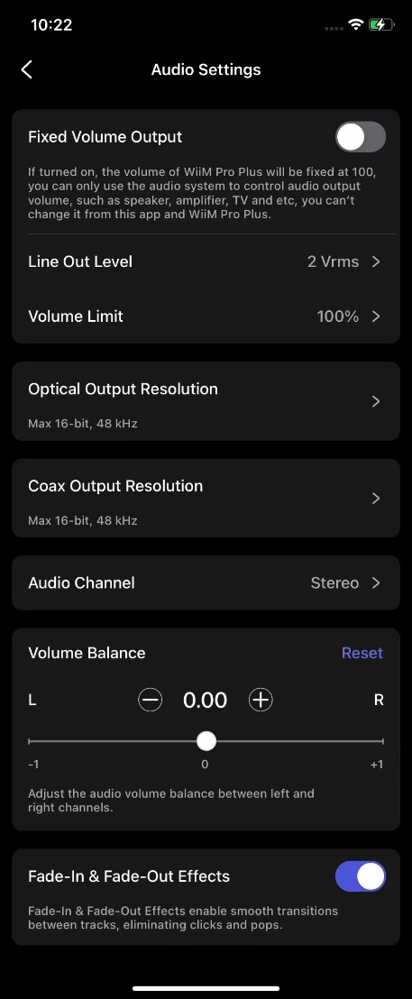 10:22
Audio Settings
Fixed Volume Output
If turned on, the volume of WiiM Pro Plus will be fixed at 100,
you can only use the audio system to control audio output
volume, such as speaker, amplifier, TV and etc, you can't
change it from this app and WiiM Pro Plus.
Line Out Level 2 Vrms
Volume Limit 100%
Optical Output Resolution
Max 16-bit, 48 kHz
Coax Output Resolution
Max 16-bit, 48 kHz
Audio Channel Stereo
Volume Balance Reset
L 0.00 R
-1 0 +1
Adjust the audio volume balance between left and
right channels.
Fade-In & Fade-Out Effects
Fade-In & Fade-Out Effects enable smooth transitions
between tracks, eliminating clicks and pops.